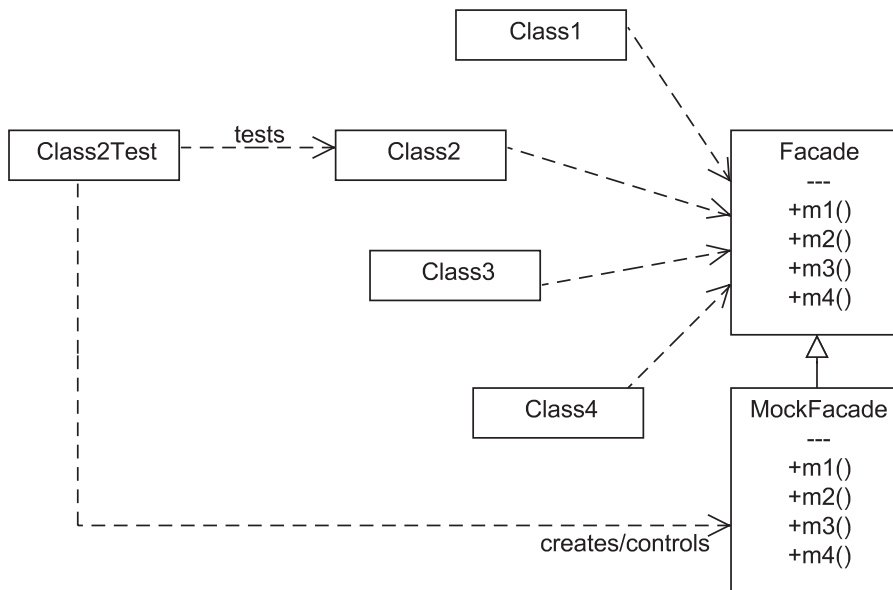 Class1
tests
Class2Test
Class2
Facade
---
+m1()
+m2()
+m3()
+m4()
Class3
Class4
MockFacade
---
+m1()
+m2()
+m3()
+m4()
creates/controls